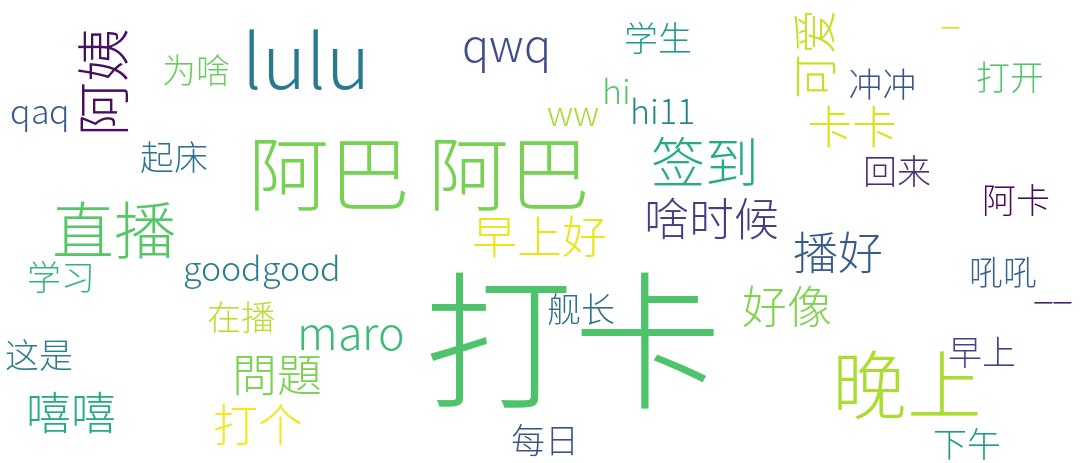 阿姨
为啥
lulu
qwq
学生
可爱
_
打开
冲冲
qaq
hi
ww
hi11
卡卡
起床
阿巴 阿巴
签到
回来
阿卡
直播
早上好
啥时候
播好
吼吼
学习
goodgood
打卡
舰长
好像
__
在播
maro
这是
問題
晚上
早上
嘻嘻
打个
每日
下午